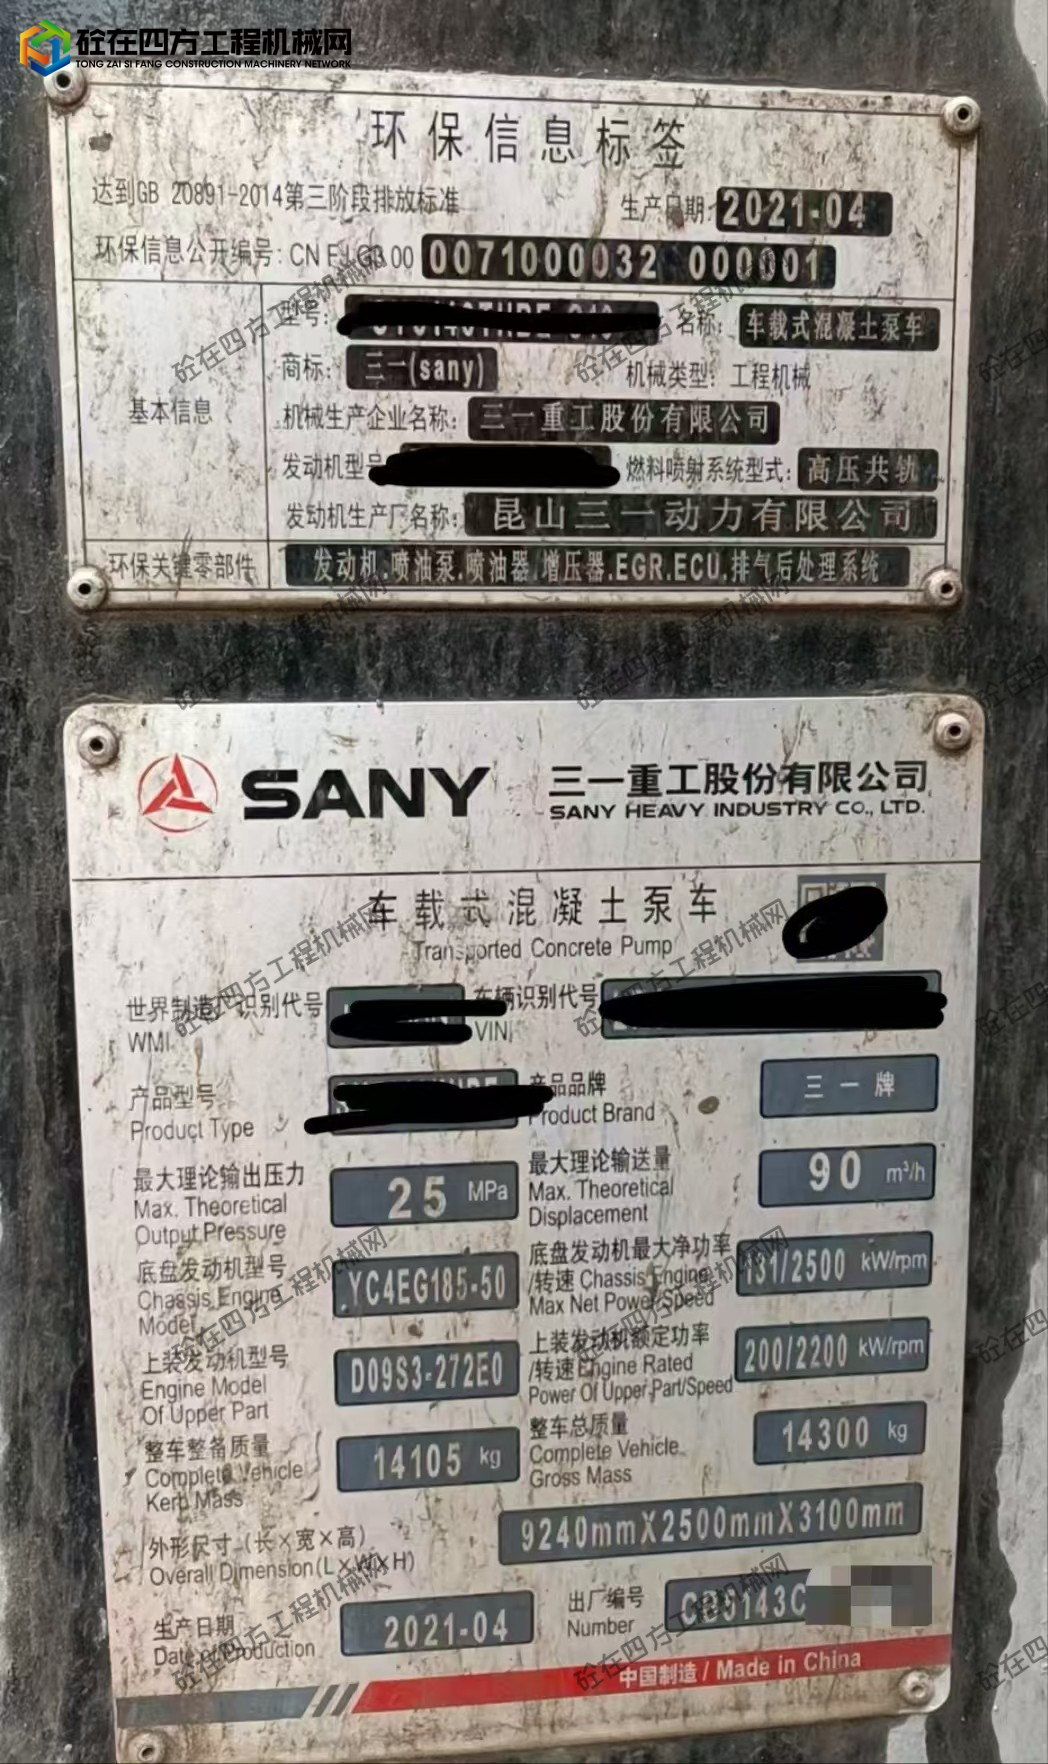 砼在四方工程机械网
TONG ZAI SI FANG CONSTRUCTION MACHINERY NETWORK
环保信息标签
达到GB 20891-2014第三阶段排放标准 生产日期: 2021-04
环保信息公开编号: CN FJ G3 00 0071000032 000001
型号: 名称: 车载式混凝土泵车
商标: 三一(sany) 机械类型: 工程机械
基本信息
机械生产企业名称: 三一重工股份有限公司
发动机型号 燃料喷射系统型式: 高压共轨
发动机生产厂名称: 昆山三一动力有限公司
环保关键零部件 发动机.喷油泵.喷油器.增压器.EGR.ECU.排气后处理系统
SANY 三一重工股份有限公司
SANY HEAVY INDUSTRY CO., LTD.
车载式混凝土泵车
Transported Concrete Pump
世界制造厂识别代号 车辆识别代号
WMI VIN
产品型号 产品品牌 三一牌
Product Type Product Brand
最大理论输出压力 25 MPa 最大理论输送量 90 m³/h
Max. Theoretical Max. Theoretical
Output Pressure Displacement
底盘发动机型号 YC4EG185-50 底盘发动机最大净功率 131/2500 kW/rpm
Chassis Engine /转速 Chassis Engine
Model Max Net Power/Speed
上装发动机型号 D09S3-272E0 上装发动机额定功率 200/2200 kW/rpm
Engine Model /转速 Engine Rated
Of Upper Part Power Of Upper Part/Speed
整车整备质量 14105 kg 整车总质量 14300 kg
Complete Vehicle Complete Vehicle
Kerb Mass Gross Mass
外形尺寸 (长×宽×高) 9240mmX2500mmX3100mm
Overall Dimension(L×W×H)
生产日期 2021-04 出厂编号
Date of Production Number
中国制造 / Made in China
砼在四方工程机械网